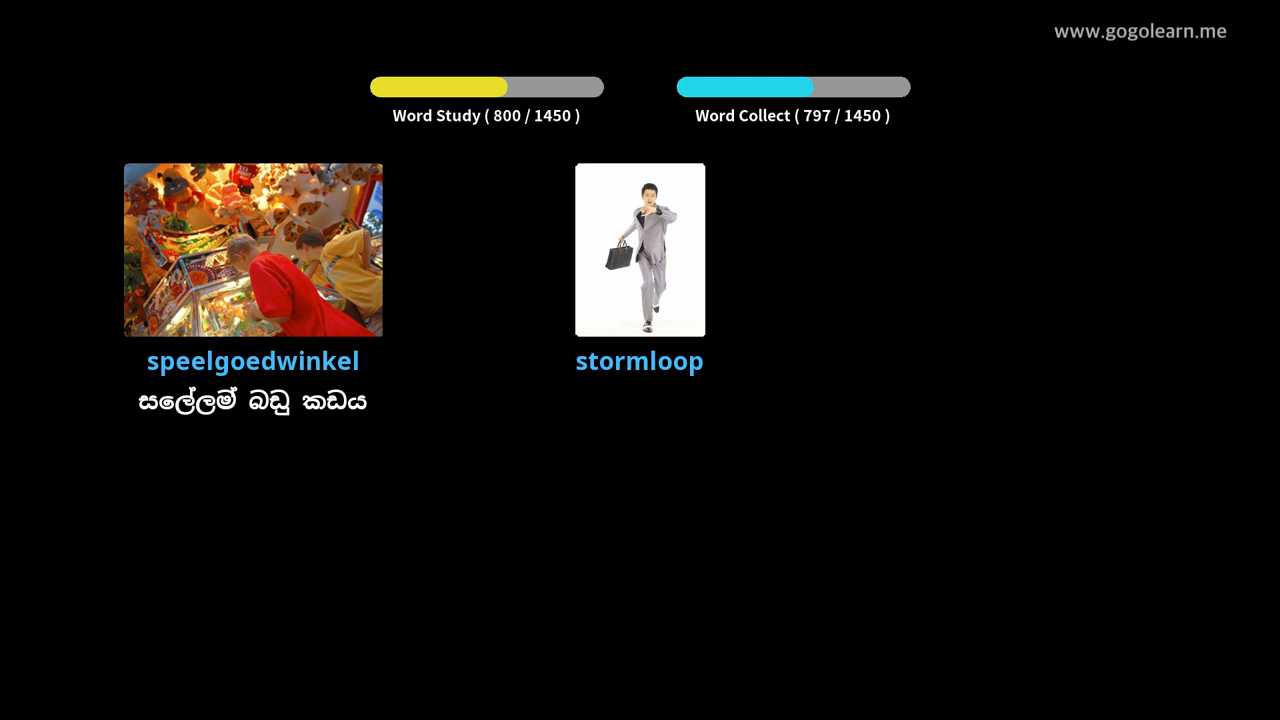 www.gogolearn.me
Word Study ( 800 / 1450 )
Word Collect ( 797 / 1450 )
speelgoedwinkel
stormloop
සෙල්ලම් බඩු කඩය